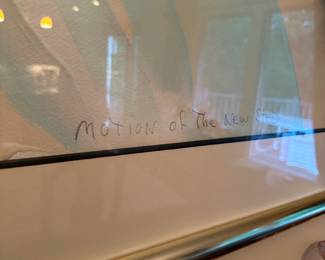 MOTION of The New